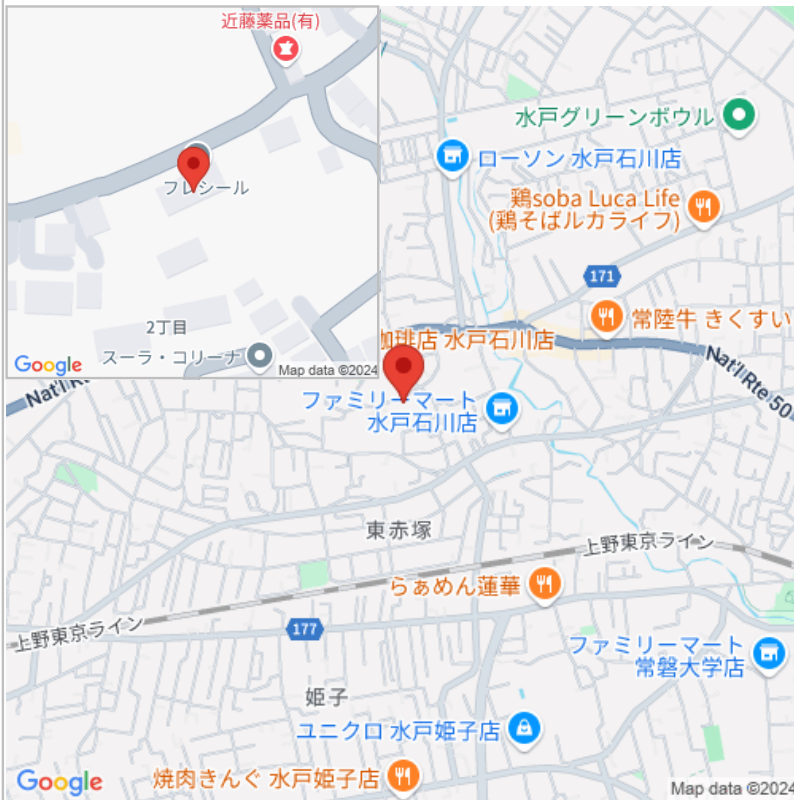 近藤薬品(有)
フレシール
2丁目
スーラ・コリーナ
Google
Map data ©2024
水戸グリーンボウル
ローソン 水戸石川店
鶏soba Luca Life
(鶏そばルカライフ)
171
常陸牛 きくすい
珈琲店 水戸石川店
Nat'l Rte 50
Nat'l Rt
ファミリーマート
水戸石川店
東赤塚
上野東京ライン
らぁめん蓮華
上野東京ライン
177
ファミリーマート
常磐大学店
姫子
ユニクロ 水戸姫子店
焼肉きんぐ 水戸姫子店
Google
Map data ©2024